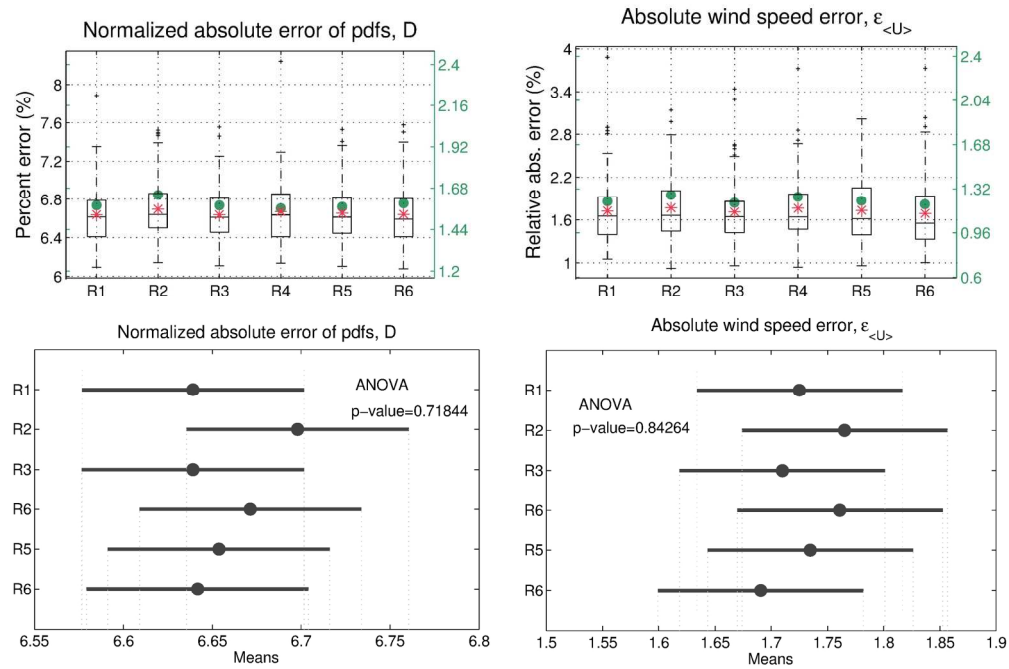 Normalized absolute error of pdfs, D
Percent error (%)
8
7.6
7.2
6.8
6.4
6
2.4
2.16
1.92
1.68
1.44
1.2
R1 R2 R3 R4 R5 R6
Absolute wind speed error, ε<U>
Relative abs. error (%)
4
3.4
2.8
2.2
1.6
1
2.4
2.04
1.68
1.32
0.96
0.6
R1 R2 R3 R4 R5 R6
Normalized absolute error of pdfs, D
R1
R2
R3
R6
R5
R6
ANOVA
p-value=0.71844
6.55 6.6 6.65 6.7 6.75 6.8
Means
Absolute wind speed error, ε<U>
R1
R2
R3
R6
R5
R6
ANOVA
p-value=0.84264
1.5 1.55 1.6 1.65 1.7 1.75 1.8 1.85 1.9
Means